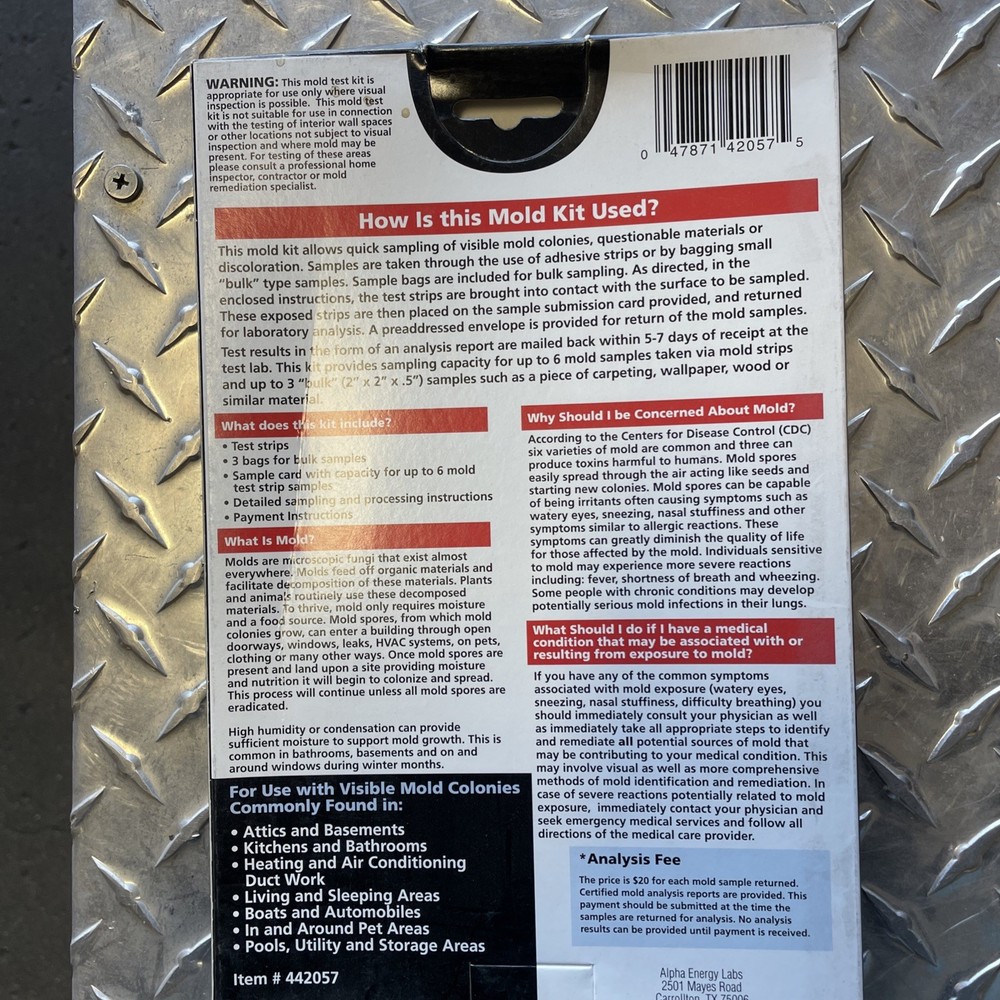 WARNING: This mold test kit is
appropriate for use only where visual
inspection is possible. This mold test
kit is not suitable for use in connection
with the testing of interior wall spaces
or other locations not subject to visual
inspection and where mold may be
present. For testing of these areas
please consult a professional home
inspector, contractor or mold
remediation specialist.
0 47871 42057 5
How Is this Mold Kit Used?
This mold kit allows quick sampling of visible mold colonies, questionable materials or
discoloration. Samples are taken through the use of adhesive strips or by bagging small
"bulk" type samples. Sample bags are included for bulk sampling. As directed, in the
enclosed instructions, the test strips are brought into contact with the surface to be sampled.
These exposed strips are then placed on the sample submission card provided, and returned
for laboratory analysis. A preaddressed envelope is provided for return of the mold samples.
Test results in the form of an analysis report are mailed back within 5-7 days of receipt at the
test lab. This kit provides sampling capacity for up to 6 mold samples taken via mold strips
and up to 3 "bulk" (2" x 2" x .5") samples such as a piece of carpeting, wallpaper, wood or
similar material.
What does this kit include?
• Test strips
• 3 bags for bulk samples
• Sample card with capacity for up to 6 mold
test strip samples
• Detailed sampling and processing instructions
• Payment Instructions
What Is Mold?
Molds are microscopic fungi that exist almost
everywhere. Molds feed off organic materials and
facilitate decomposition of these materials. Plants
and animals routinely use these decomposed
materials. To thrive, mold only requires moisture
and a food source. Mold spores, from which mold
colonies grow, can enter a building through open
doorways, windows, leaks, HVAC systems, on pets,
clothing or many other ways. Once mold spores are
present and land upon a site providing moisture
and nutrition it will begin to colonize and spread.
This process will continue unless all mold spores are
eradicated.
High humidity or condensation can provide
sufficient moisture to support mold growth. This is
common in bathrooms, basements and on and
around windows during winter months.
For Use with Visible Mold Colonies
Commonly Found in:
• Attics and Basements
• Kitchens and Bathrooms
• Heating and Air Conditioning
Duct Work
• Living and Sleeping Areas
• Boats and Automobiles
• In and Around Pet Areas
• Pools, Utility and Storage Areas
Item # 442057
Why Should I be Concerned About Mold?
According to the Centers for Disease Control (CDC)
six varieties of mold are common and three can
produce toxins harmful to humans. Mold spores
easily spread through the air acting like seeds and
starting new colonies. Mold spores can be capable
of being irritants often causing symptoms such as
watery eyes, sneezing, nasal stuffiness and other
symptoms similar to allergic reactions. These
symptoms can greatly diminish the quality of life
for those affected by the mold. Individuals sensitive
to mold may experience more severe reactions
including: fever, shortness of breath and wheezing.
Some people with chronic conditions may develop
potentially serious mold infections in their lungs.
What Should I do if I have a medical
condition that may be associated with or
resulting from exposure to mold?
If you have any of the common symptoms
associated with mold exposure (watery eyes,
sneezing, nasal stuffiness, difficulty breathing) you
should immediately consult your physician as well
as immediately take all appropriate steps to identify
and remediate all potential sources of mold that
may be contributing to your medical condition. This
may involve visual as well as more comprehensive
methods of mold identification and remediation. In
case of severe reactions potentially related to mold
exposure, immediately contact your physician and
seek emergency medical services and follow all
directions of the medical care provider.
*Analysis Fee
The price is $20 for each mold sample returned.
Certified mold analysis reports are provided. This
payment should be submitted at the time the
samples are returned for analysis. No analysis
results can be provided until payment is received.
Alpha Energy Labs
2501 Mayes Road
Carrollton, TX 75006